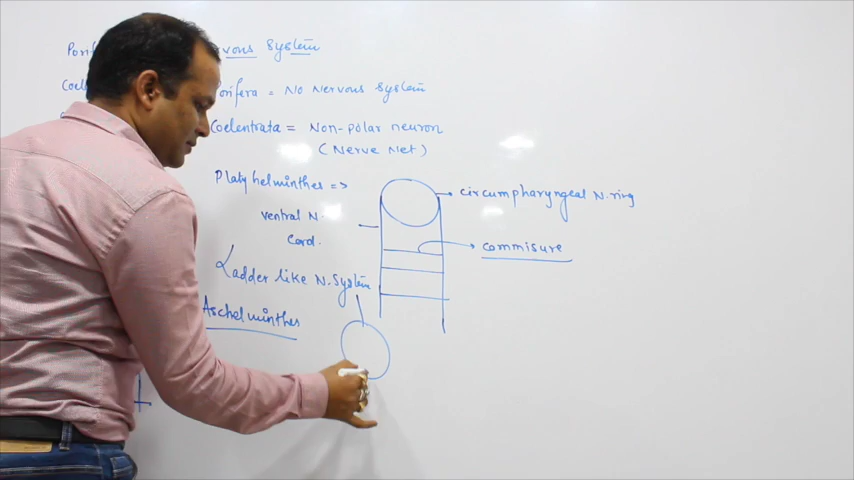 vous System
= No Nervous System
Coelentrata = Non-polar neuron
(Nerve Net)
Platyhelminthes =>
circumpharyngeal N. ring
ventral N.
Cord.
commisure
Ladder like N. System
Aschelminthes